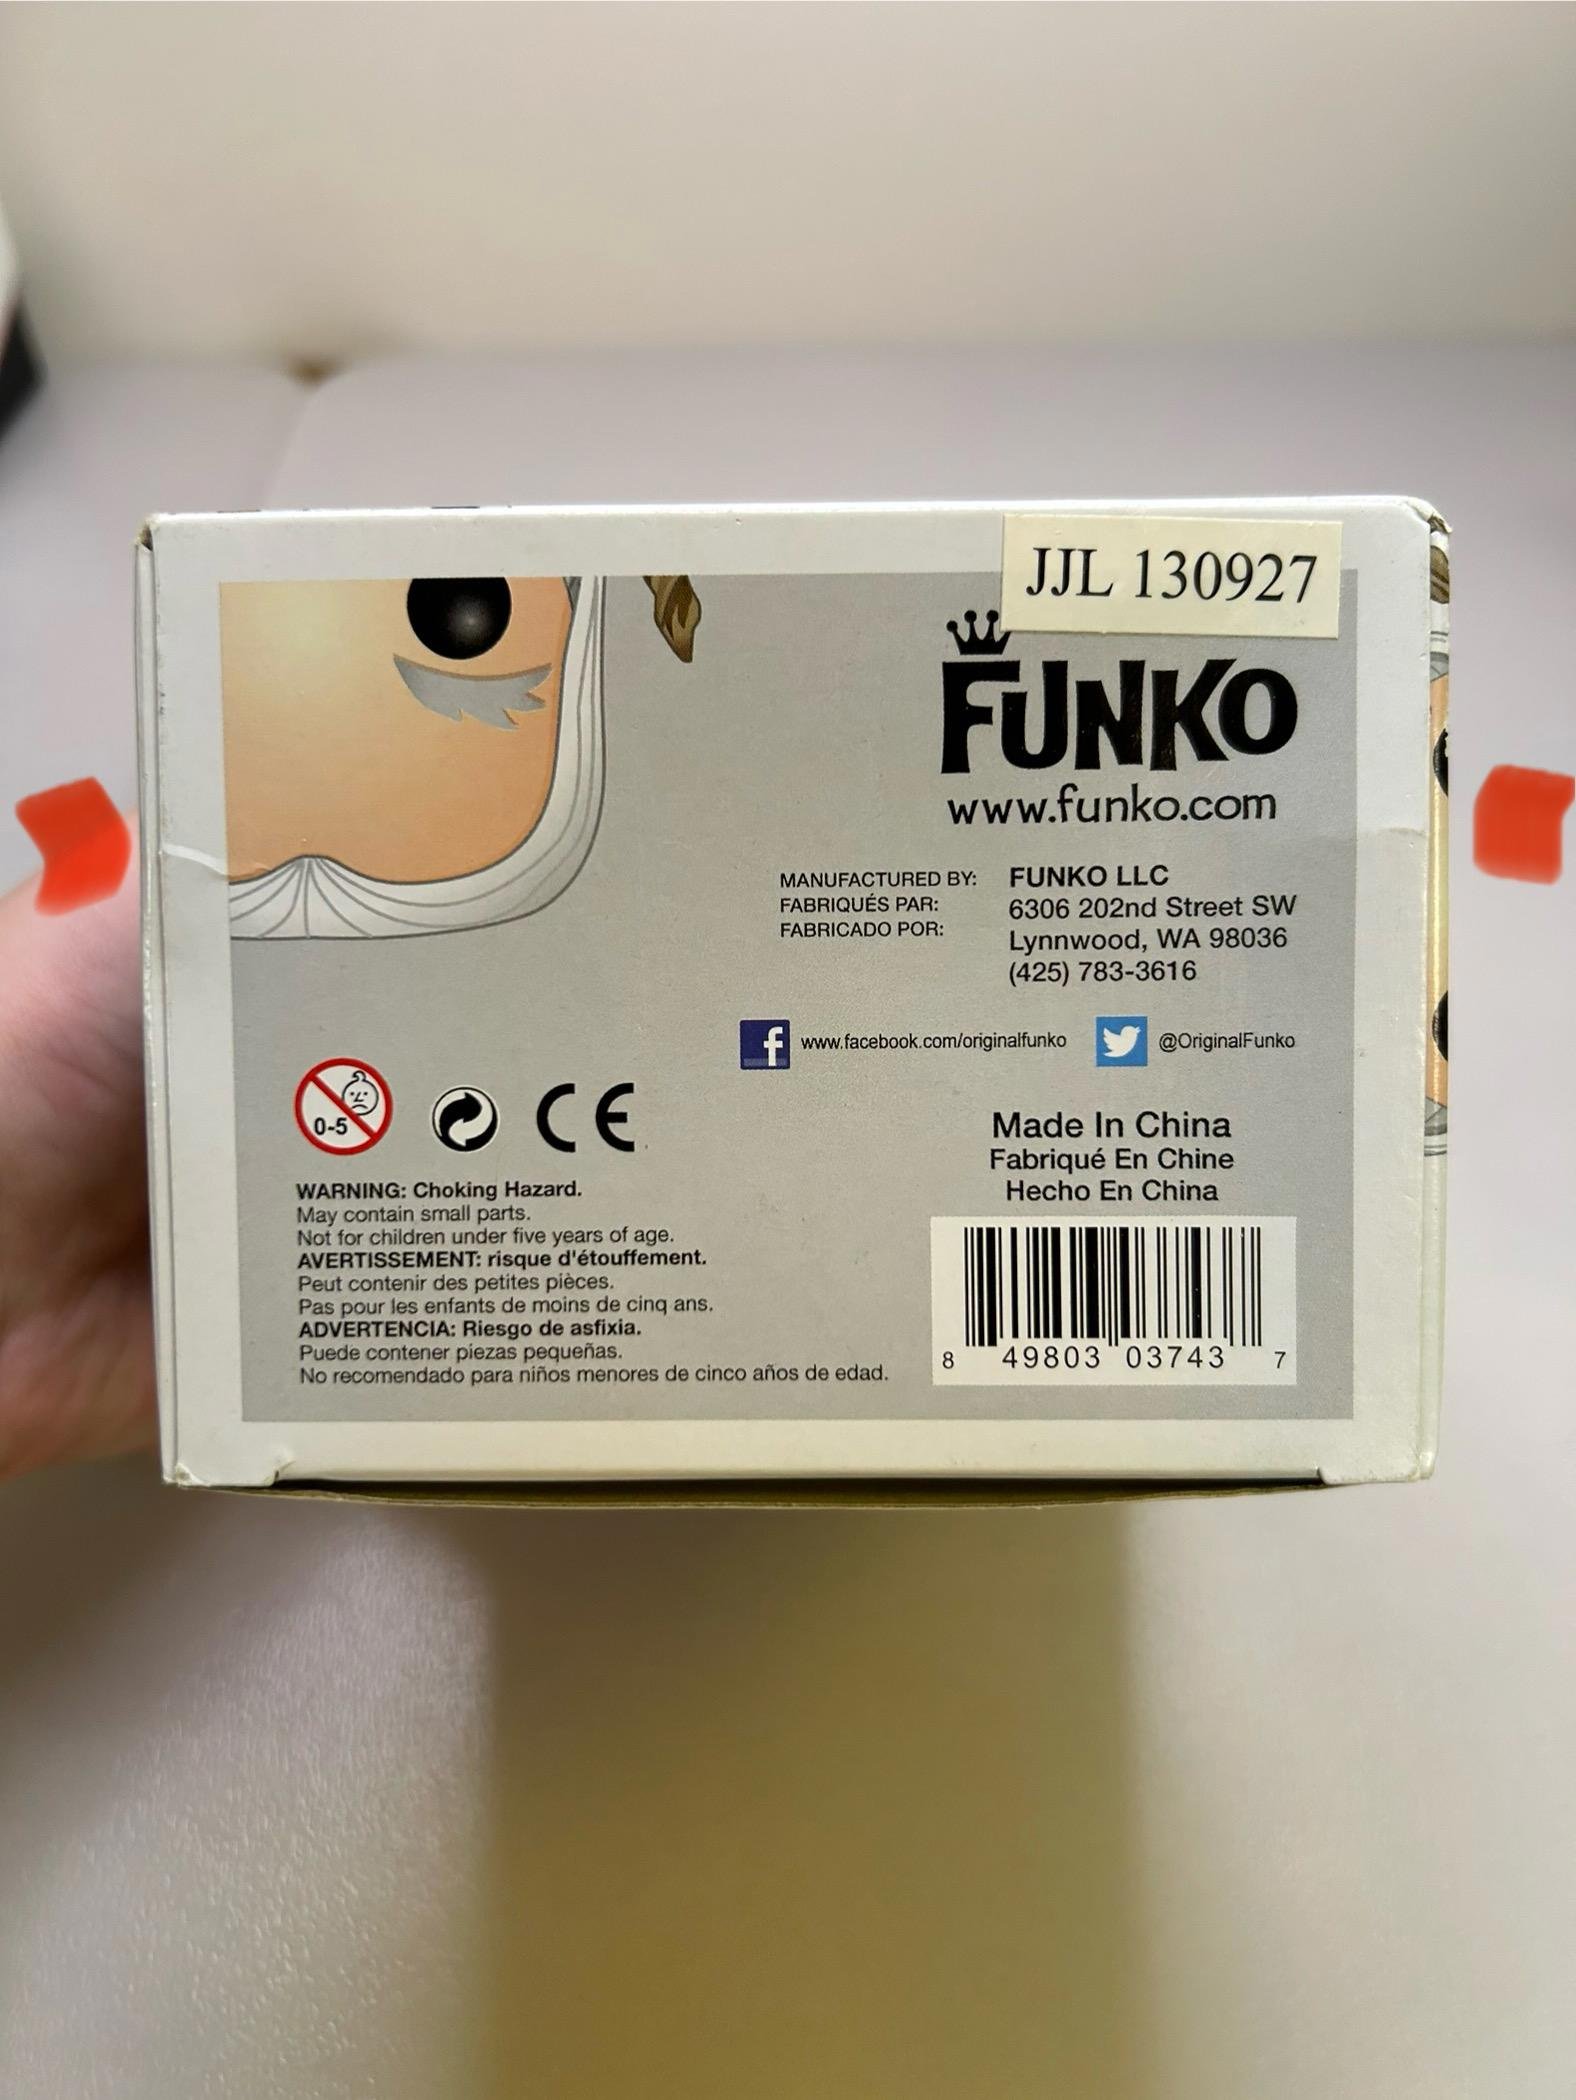 JJL 130927
FUNKO
www.funko.com
MANUFACTURED BY: FUNKO LLC
FABRIQUÉS PAR: 6306 202nd Street SW
FABRICADO POR: Lynnwood, WA 98036
(425) 783-3616
f www.facebook.com/originalfunko @OriginalFunko
0-5 CE
WARNING: Choking Hazard.
May contain small parts.
Not for children under five years of age.
AVERTISSEMENT: risque d'étouffement.
Peut contenir des petites pièces.
Pas pour les enfants de moins de cinq ans.
ADVERTENCIA: Riesgo de asfixia.
Puede contener piezas pequeñas.
No recomendado para niños menores de cinco años de edad.
Made In China
Fabriqué En Chine
Hecho En China
8 49803 03743 7